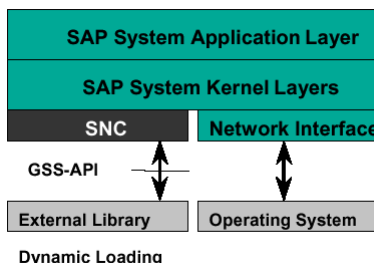 SAP System Application Layer
SAP System Kernel Layers
SNC
Network Interface
GSS-API
External Library
Operating System
Dynamic Loading